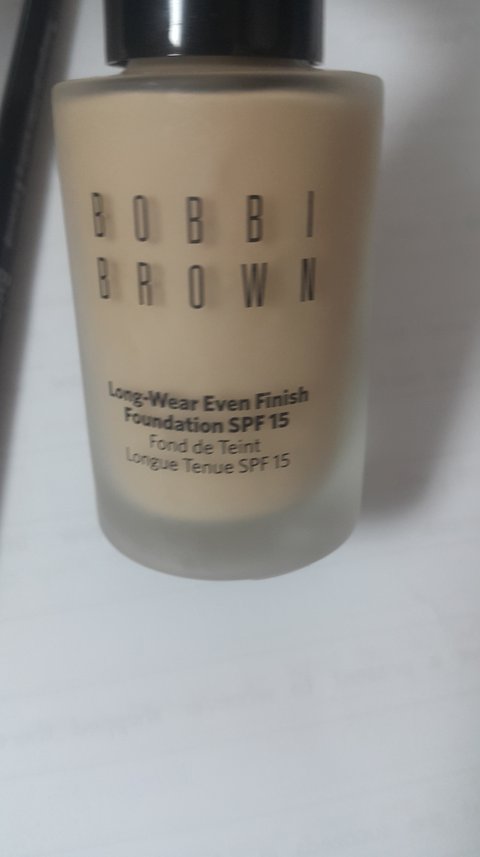 BOBBI
BROWN
Long-Wear Even Finish
Foundation SPF 15
Fond de Teint
Longue Tenue SPF 15